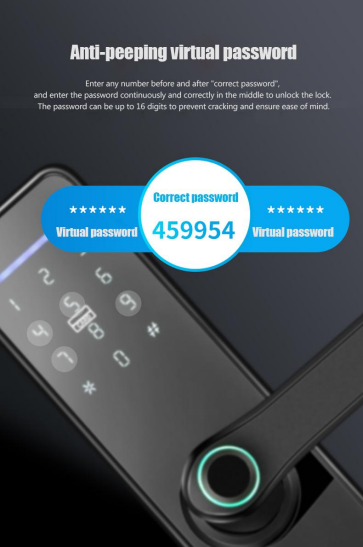 Anti-peeping virtual password
Enter any number before and after "correct password",
and enter the password continuously and correctly in the middle to unlock the lock.
The password can be up to 16 digits to prevent cracking and ensure ease of mind.
Correct password
****** 459954 ******
Virtual password Virtual password
2
1 6
5 9
3 8 #
7 0
*